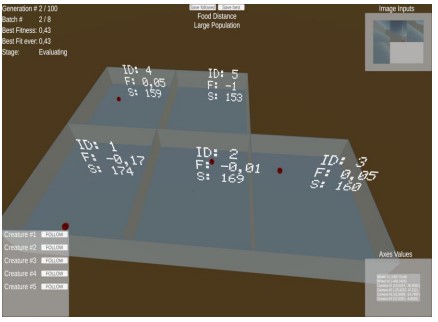 Generation # 2 / 100
Batch # 2 / 8
Best Fitness: 0,43
Best Fit ever: 0,43
Stage: Evaluating
Save followed Save best
Food Distance
Large Population
Image Inputs
ID: 4
F: 0,05
S: 159
ID: 5
F: -1
S: 153
ID: 1
F: -0,17
S: 174
ID: 2
F: -0,01
S: 169
ID: 3
F: 0,05
S: 160
Creature #1 FOLLOW
Creature #2 FOLLOW
Creature #3 FOLLOW
Creature #4 FOLLOW
Creature #5 FOLLOW
Axes Values